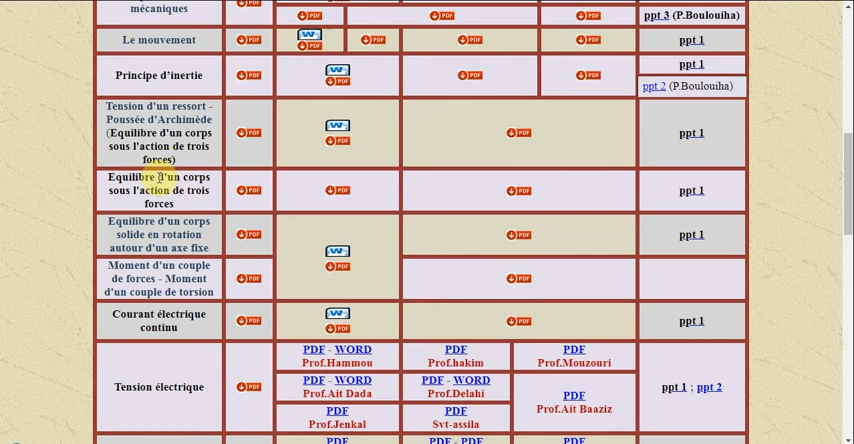 mécaniques
PDF
PDF
PDF
PDF
ppt 3 (P.Boulouiha)
Le mouvement
PDF
W
PDF
PDF
PDF
PDF
ppt 1
Principe d'inertie
PDF
W
PDF
PDF
PDF
ppt 1
ppt 2 (P.Boulouiha)
Tension d'un ressort -
Poussée d'Archimède
(Equilibre d'un corps
sous l'action de trois
forces)
PDF
W
PDF
PDF
ppt 1
Equilibre d'un corps
sous l'action de trois
forces
PDF
PDF
PDF
ppt 1
Equilibre d'un corps
solide en rotation
autour d'un axe fixe
PDF
W
PDF
PDF
ppt 1
Moment d'un couple
de forces - Moment
d'un couple de torsion
PDF
PDF
Courant électrique
continu
PDF
W
PDF
PDF
ppt 1
Tension électrique
PDF
PDF - WORD
Prof.Hammou
PDF
Prof.hakim
PDF
Prof.Mouzouri
PDF - WORD
Prof.Ait Dada
PDF - WORD
Prof.Delahi
PDF
Prof.Ait Baaziz
PDF
Prof.Jenkal
PDF
Svt-assila
ppt 1 ; ppt 2
PDF
PDF - PDF
PDF